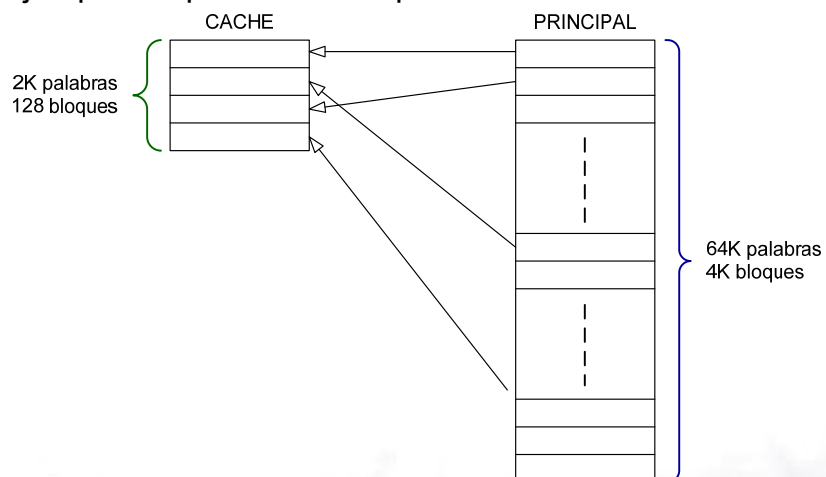 CACHE
PRINCIPAL
2K palabras
128 bloques
64K palabras
4K bloques